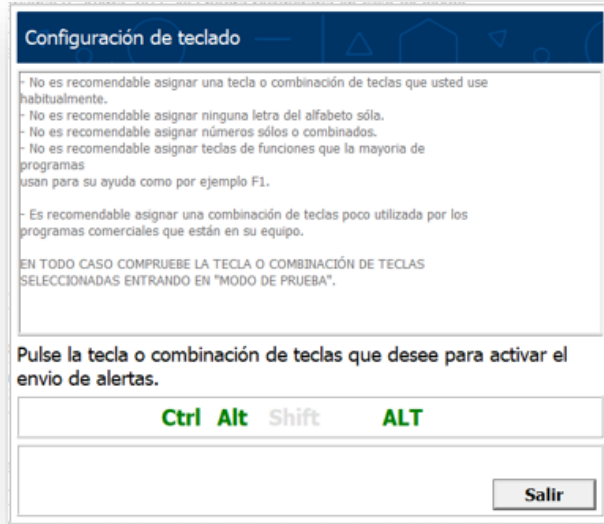 Configuración de teclado
- No es recomendable asignar una tecla o combinación de teclas que usted use
habitualmente.
- No es recomendable asignar ninguna letra del alfabeto sóla.
- No es recomendable asignar números sólos o combinados.
- No es recomendable asignar teclas de funciones que la mayoria de
programas
usan para su ayuda como por ejemplo F1.
- Es recomendable asignar una combinación de teclas poco utilizada por los
programas comerciales que están en su equipo.
EN TODO CASO COMPRUEBE LA TECLA O COMBINACIÓN DE TECLAS
SELECCIONADAS ENTRANDO EN "MODO DE PRUEBA".
Pulse la tecla o combinación de teclas que desee para activar el
envio de alertas.
Ctrl Alt Shift ALT
Salir